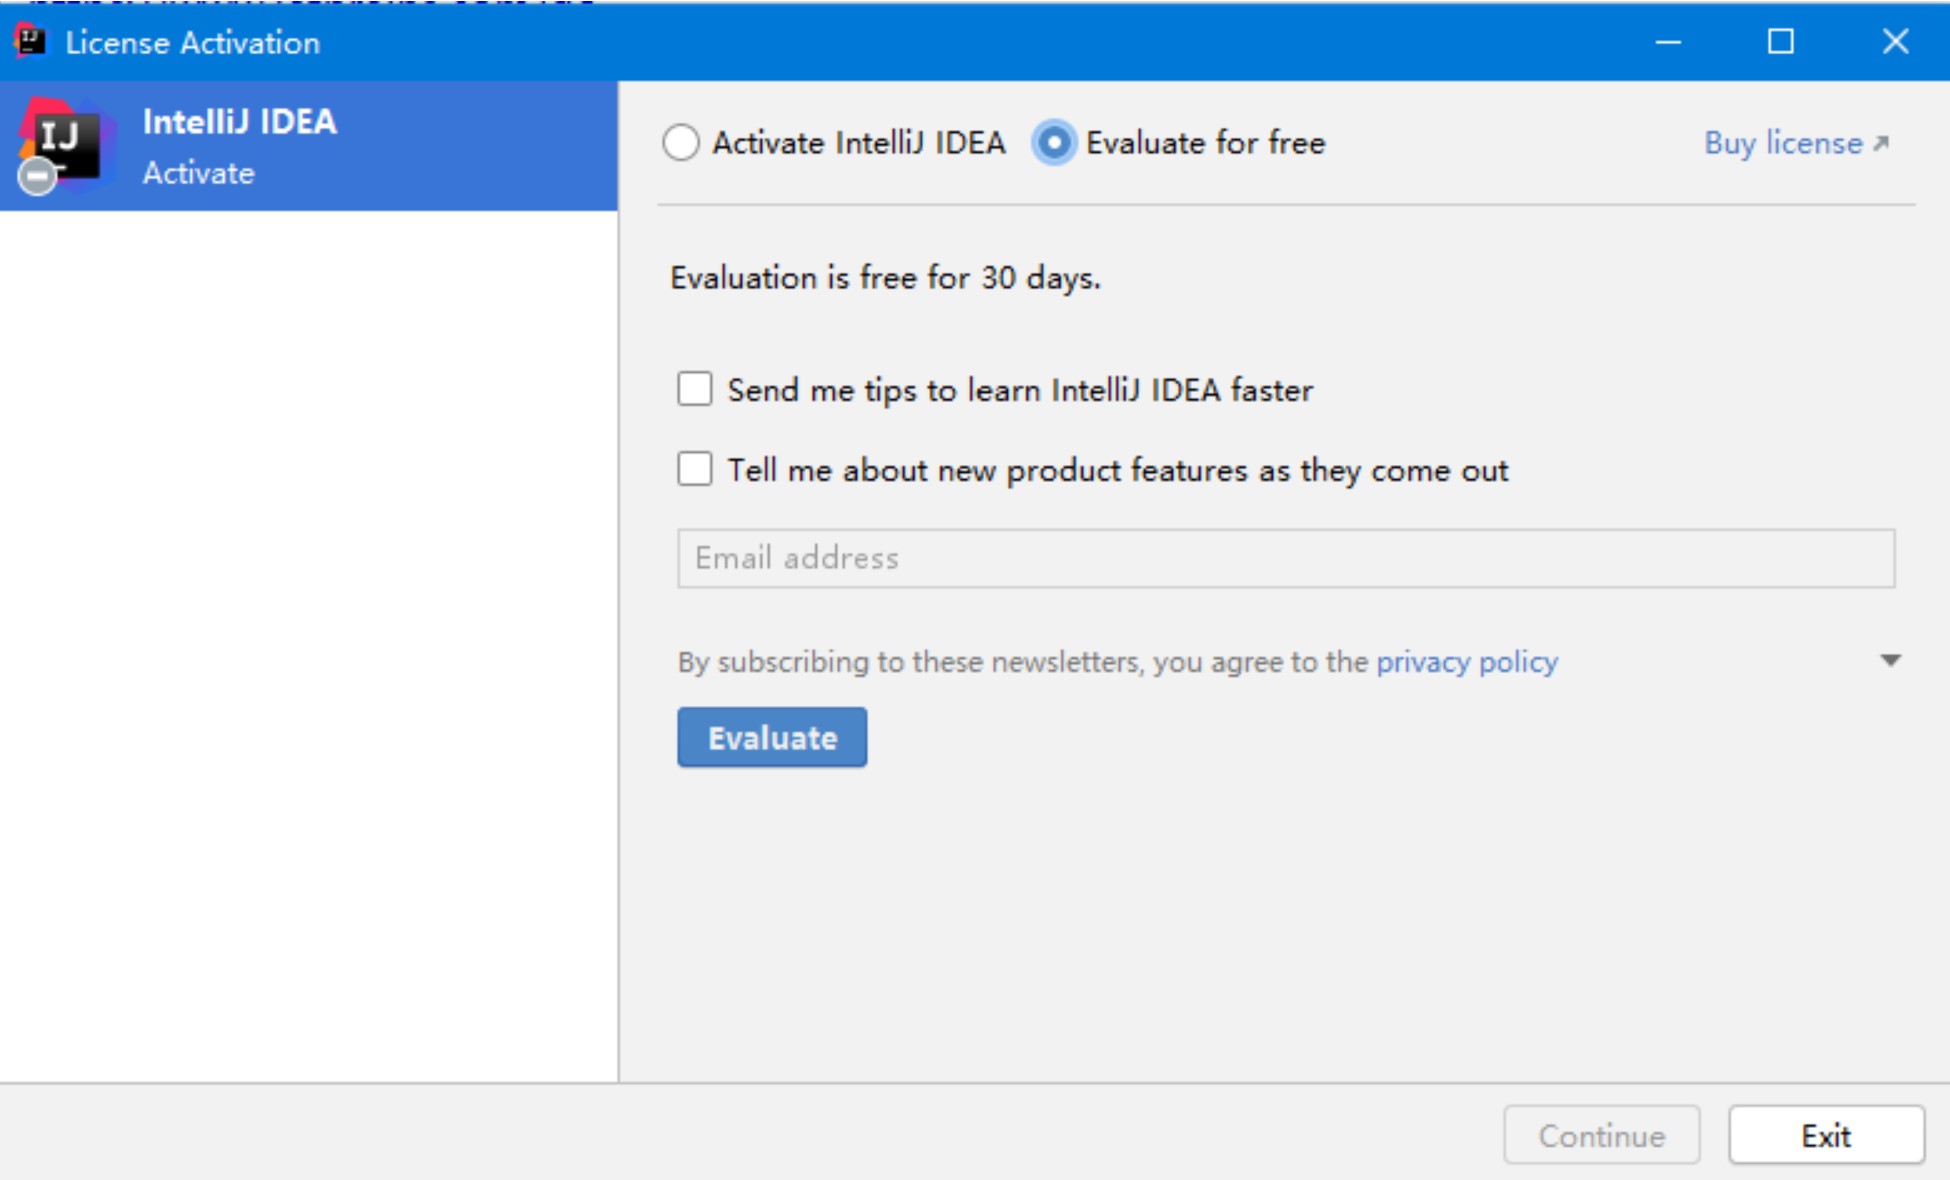 License Activation
IntelliJ IDEA
Activate
Activate IntelliJ IDEA Evaluate for free Buy license
Evaluation is free for 30 days.
Send me tips to learn IntelliJ IDEA faster
Tell me about new product features as they come out
Email address
By subscribing to these newsletters, you agree to the privacy policy
Evaluate
Continue Exit